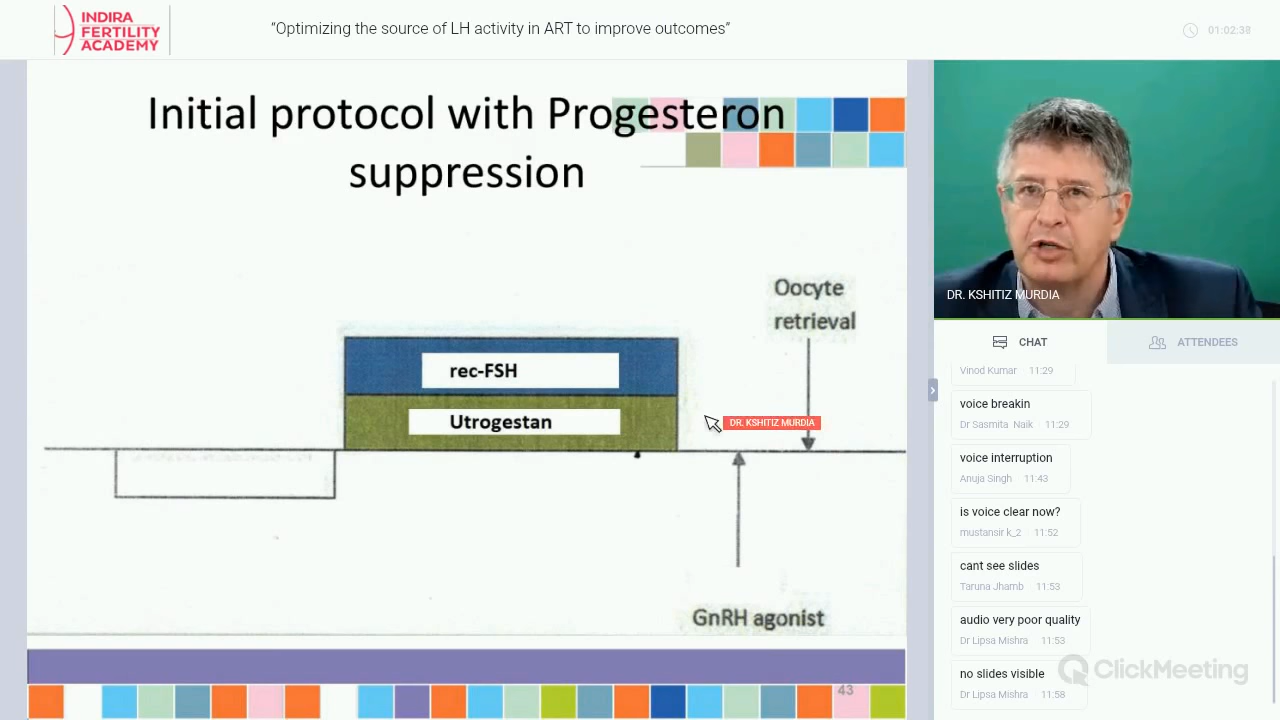 INDIRA
FERTILITY
ACADEMY
“Optimizing the source of LH activity in ART to improve outcomes”
01:02:38
Initial protocol with Progesteron
suppression
Oocyte
retrieval
rec-FSH
Utrogestan
DR. KSHITIZ MURDIA
GnRH agonist
43
DR. KSHITIZ MURDIA
CHAT
ATTENDEES
Vinod Kumar 11:29
voice breakin
Dr Sasmita Naik 11:29
voice interruption
Anuja Singh 11:43
is voice clear now?
mustansir k_2 11:52
cant see slides
Taruna Jhamb 11:53
audio very poor quality
Dr Lipsa Mishra 11:53
no slides visible
Dr Lipsa Mishra 11:58
ClickMeeting